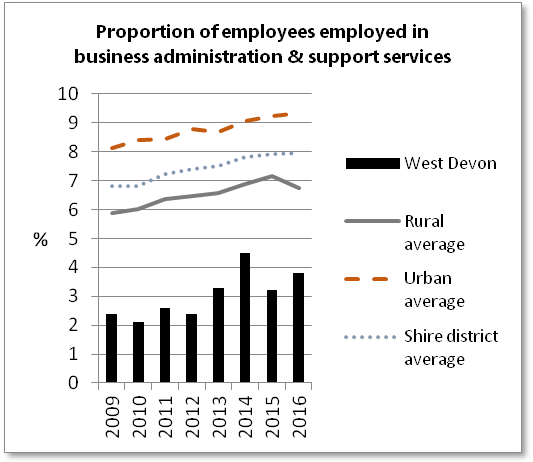 Proportion of employees employed in
business administration & support services
10
9
8
7
6
5
4
3
2
1
0
%
2009
2010
2011
2012
2013
2014
2015
2016
West Devon
Rural
average
Urban
average
Shire district
average